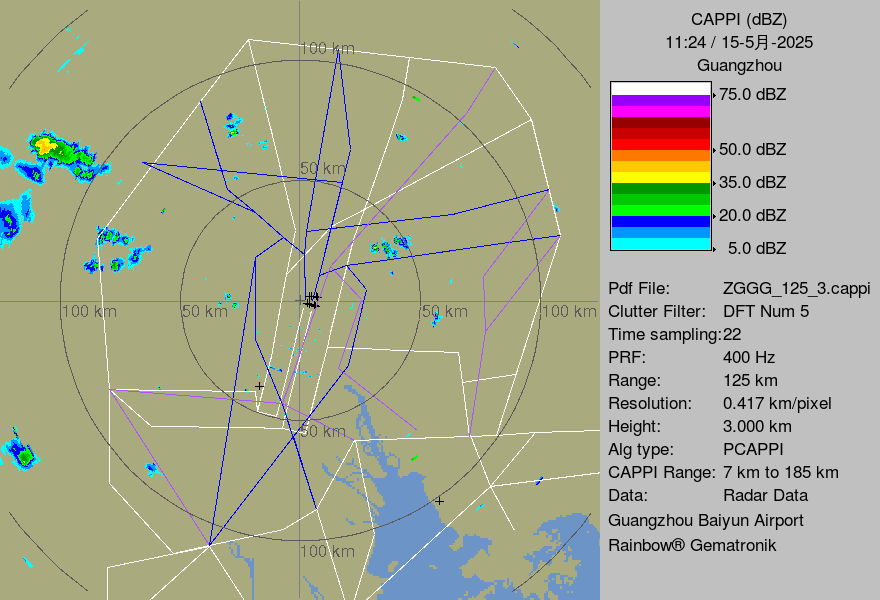 100 km
50 km
100 km
50 km
50 km
100 km
50 km
100 km
CAPPI (dBZ)
11:24 / 15-5月-2025
Guangzhou
75.0 dBZ
50.0 dBZ
35.0 dBZ
20.0 dBZ
5.0 dBZ
Pdf File: ZGGG_125_3.cappi
Clutter Filter: DFT Num 5
Time sampling:22
PRF: 400 Hz
Range: 125 km
Resolution: 0.417 km/pixel
Height: 3.000 km
Alg type: PCAPPI
CAPPI Range: 7 km to 185 km
Data: Radar Data
Guangzhou Baiyun Airport
Rainbow® Gematronik